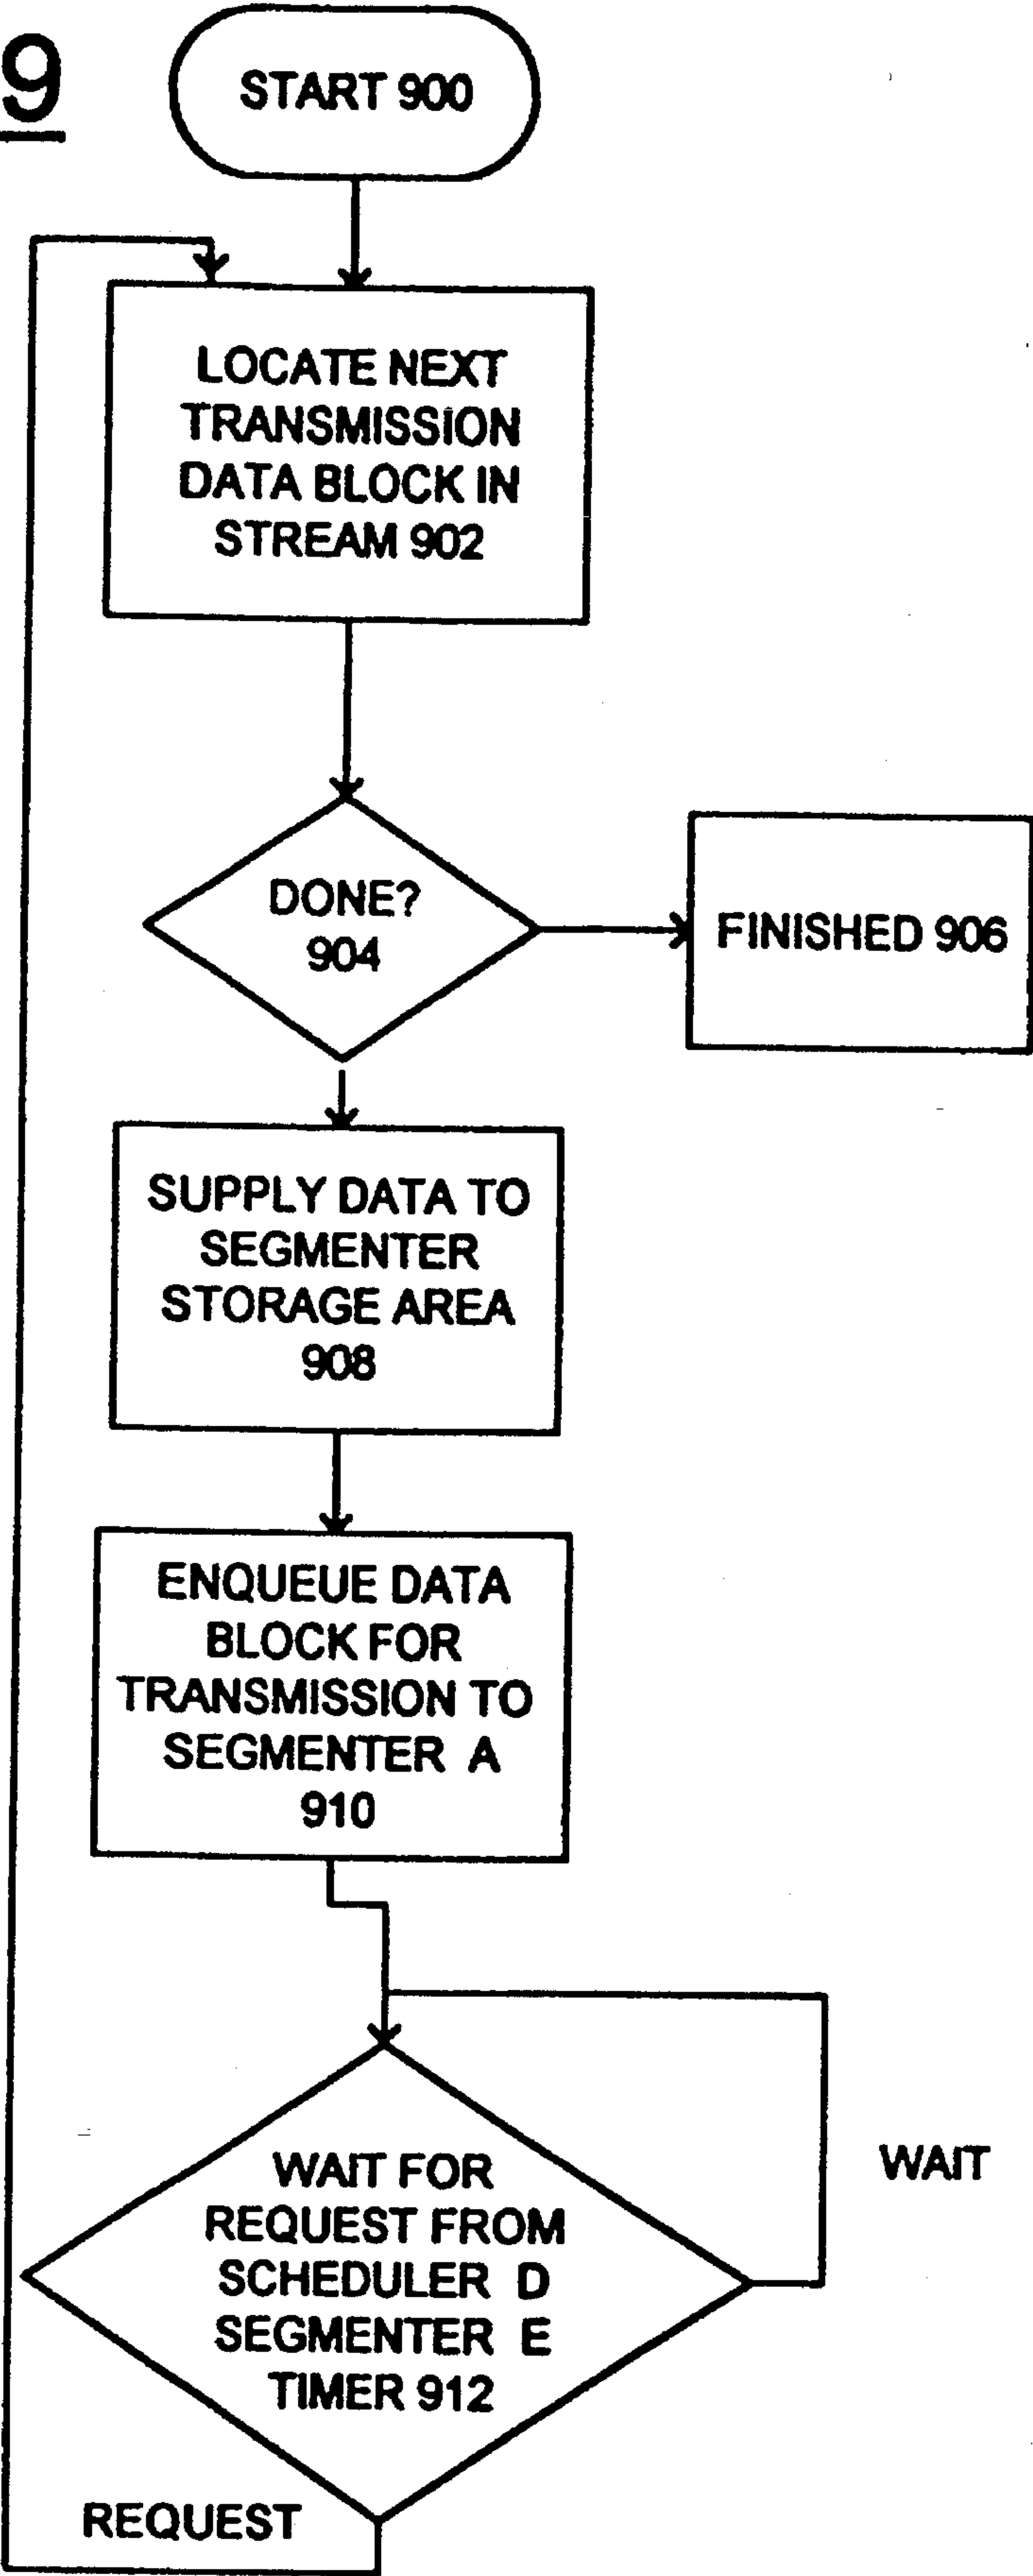 9
START 900
LOCATE NEXT
TRANSMISSION
DATA BLOCK IN
STREAM 902
DONE?
904
FINISHED 906
SUPPLY DATA TO
SEGMENTER
STORAGE AREA
908
ENQUEUE DATA
BLOCK FOR
TRANSMISSION TO
SEGMENTER A
910
WAIT FOR
REQUEST FROM
SCHEDULER D
SEGMENTER E
TIMER 912
WAIT
REQUEST